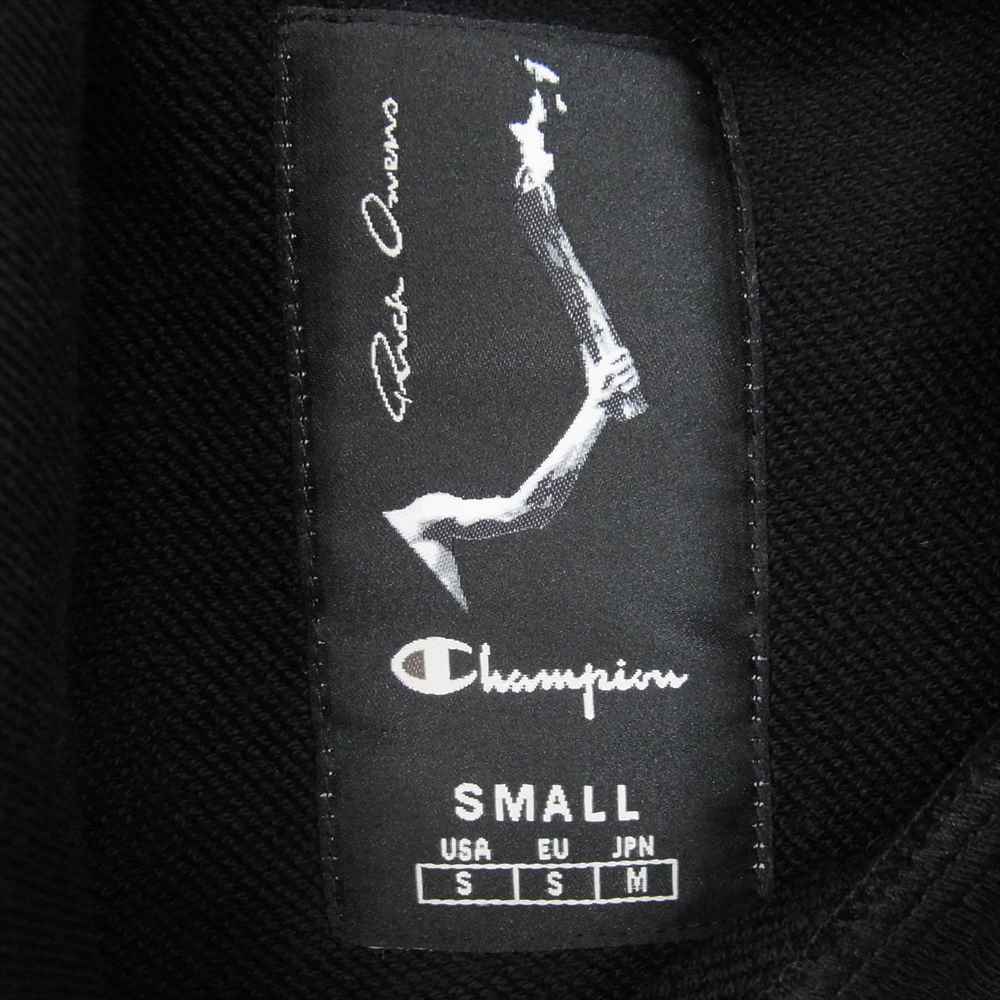 Rick Owens
Champion
SMALL
USA EU JPN
S S M